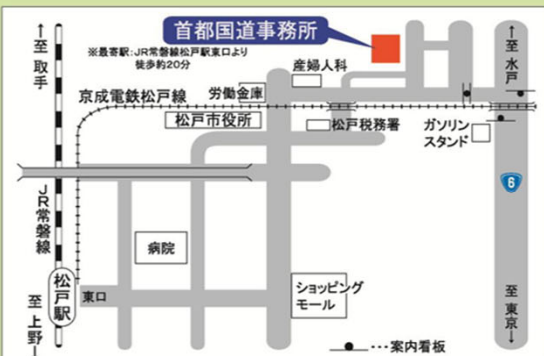 首都国道事務所
※最寄駅:JR常磐線松戸駅東口より
徒歩約20分
↑至 取手
産婦人科
↑至 水戸
京成電鉄松戸線
労働金庫
松戸市役所
松戸税務署
ガソリン
スタンド
6
JR常磐線
病院
松戸駅
東口
ショッピング
モール
至 上野↓
至 東京↓
･･･案内看板